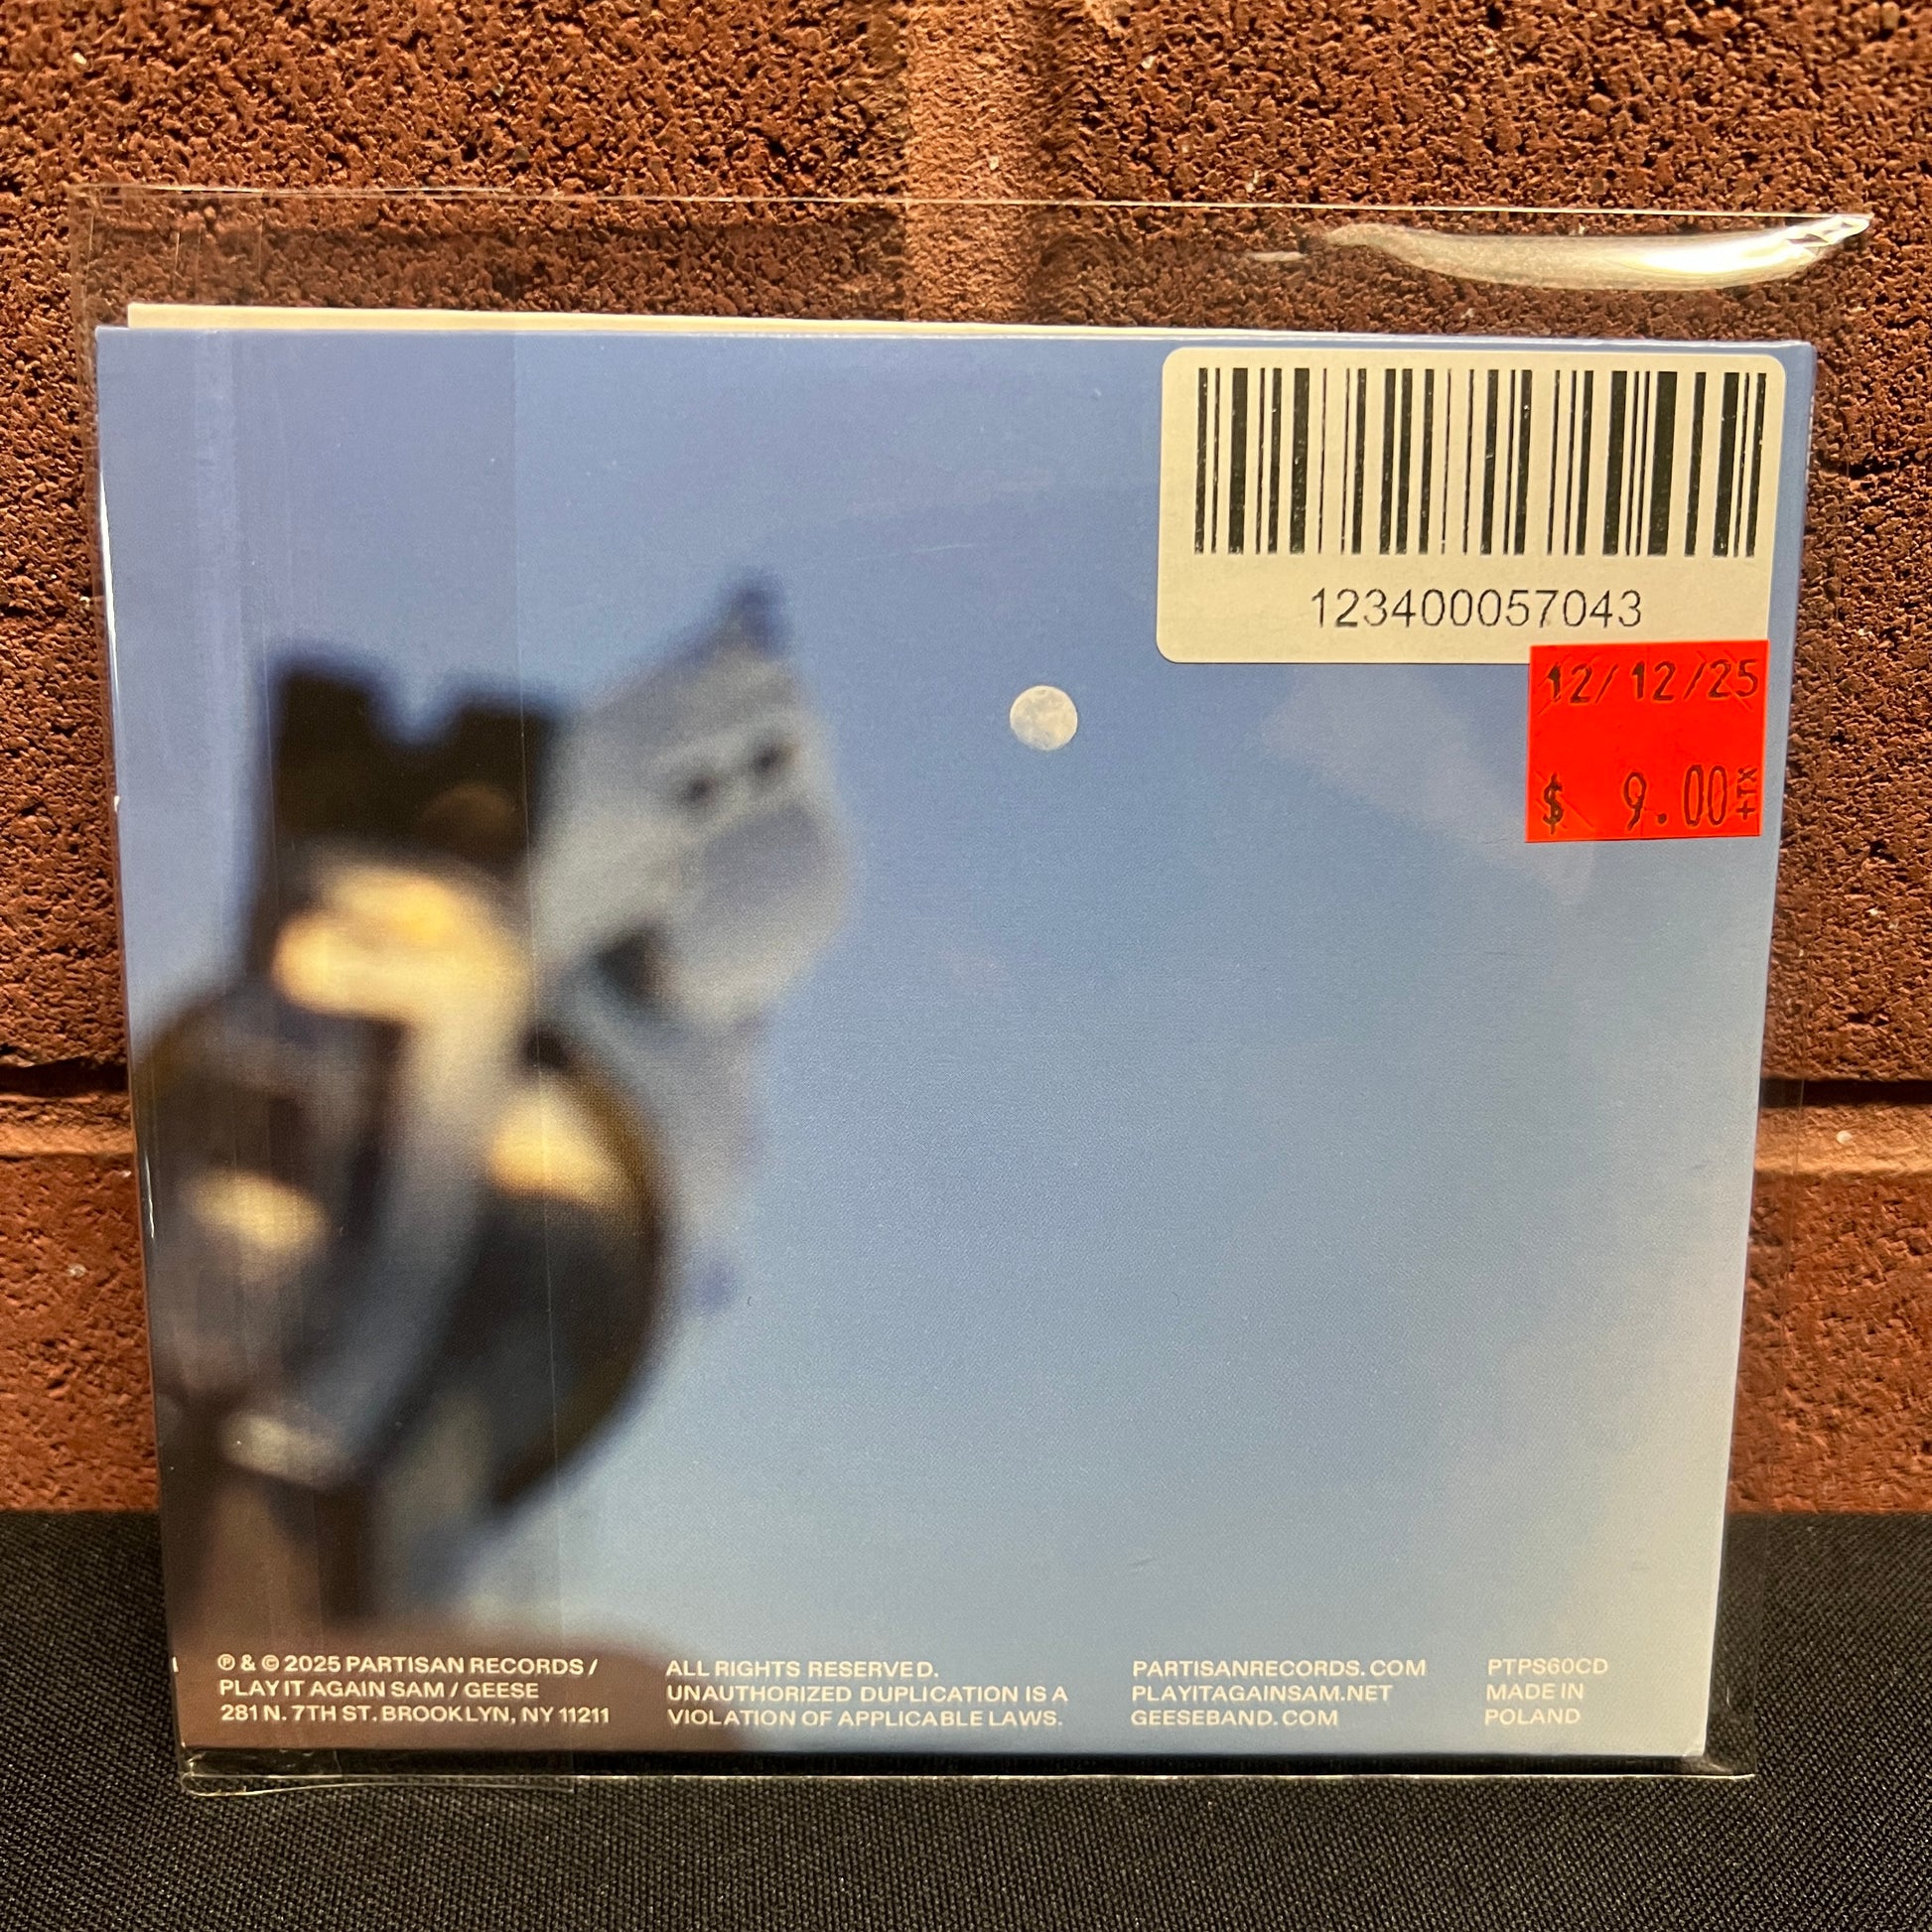 123400057043
12/12/25
$ 9.00 +TX
℗ & © 2025 PARTISAN RECORDS /
PLAY IT AGAIN SAM / GEESE
281 N. 7TH ST. BROOKLYN, NY 11211
ALL RIGHTS RESERVED.
UNAUTHORIZED DUPLICATION IS A
VIOLATION OF APPLICABLE LAWS.
PARTISANRECORDS.COM
PLAYITAGAINSAM.NET
GEESEBAND.COM
PTPS60CD
MADE IN
POLAND